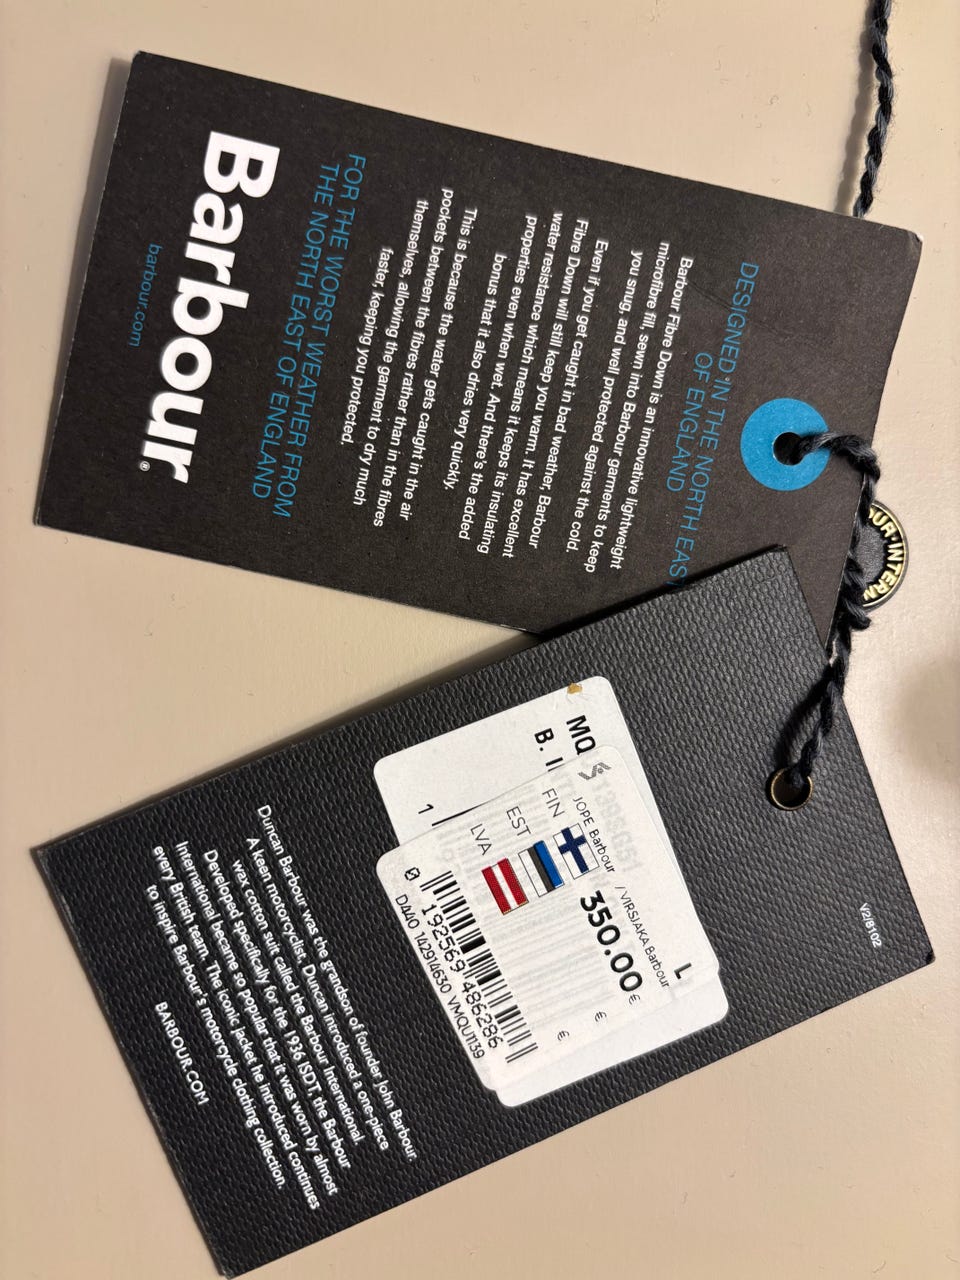 DESIGNED IN THE NORTH EAST
OF ENGLAND
Barbour Fibre Down is an innovative lightweight
microfibre fill, sewn into Barbour garments to keep
you snug, and well protected against the cold.
Even if you get caught in bad weather, Barbour
Fibre Down will still keep you warm. It has excellent
water resistance which means it keeps its insulating
properties even when wet. And there's the added
bonus that it also dries very quickly.
This is because the water gets caught in the air
pockets between the fibres rather than in the fibres
themselves, allowing the garment to dry much
faster, keeping you protected.
FOR THE WORST WEATHER FROM
THE NORTH EAST OF ENGLAND
Barbour®
barbour.com
V2/8102
MQ
B. I
1
L
JOPE Barbour / VIRSJAKA Barbour
FIN 350.00 €
EST €
LVA €
0 192569 486286
D440 142914630 VMQU1139
Duncan Barbour was the grandson of founder John Barbour.
A keen motorcyclist, Duncan introduced a one-piece
wax cotton suit called the Barbour International.
Developed specifically for the 1936 ISDT, the Barbour
International became so popular that it was worn by almost
every British team. The iconic jacket he introduced continues
to inspire Barbour's motorcycle clothing collection.
BARBOUR.COM